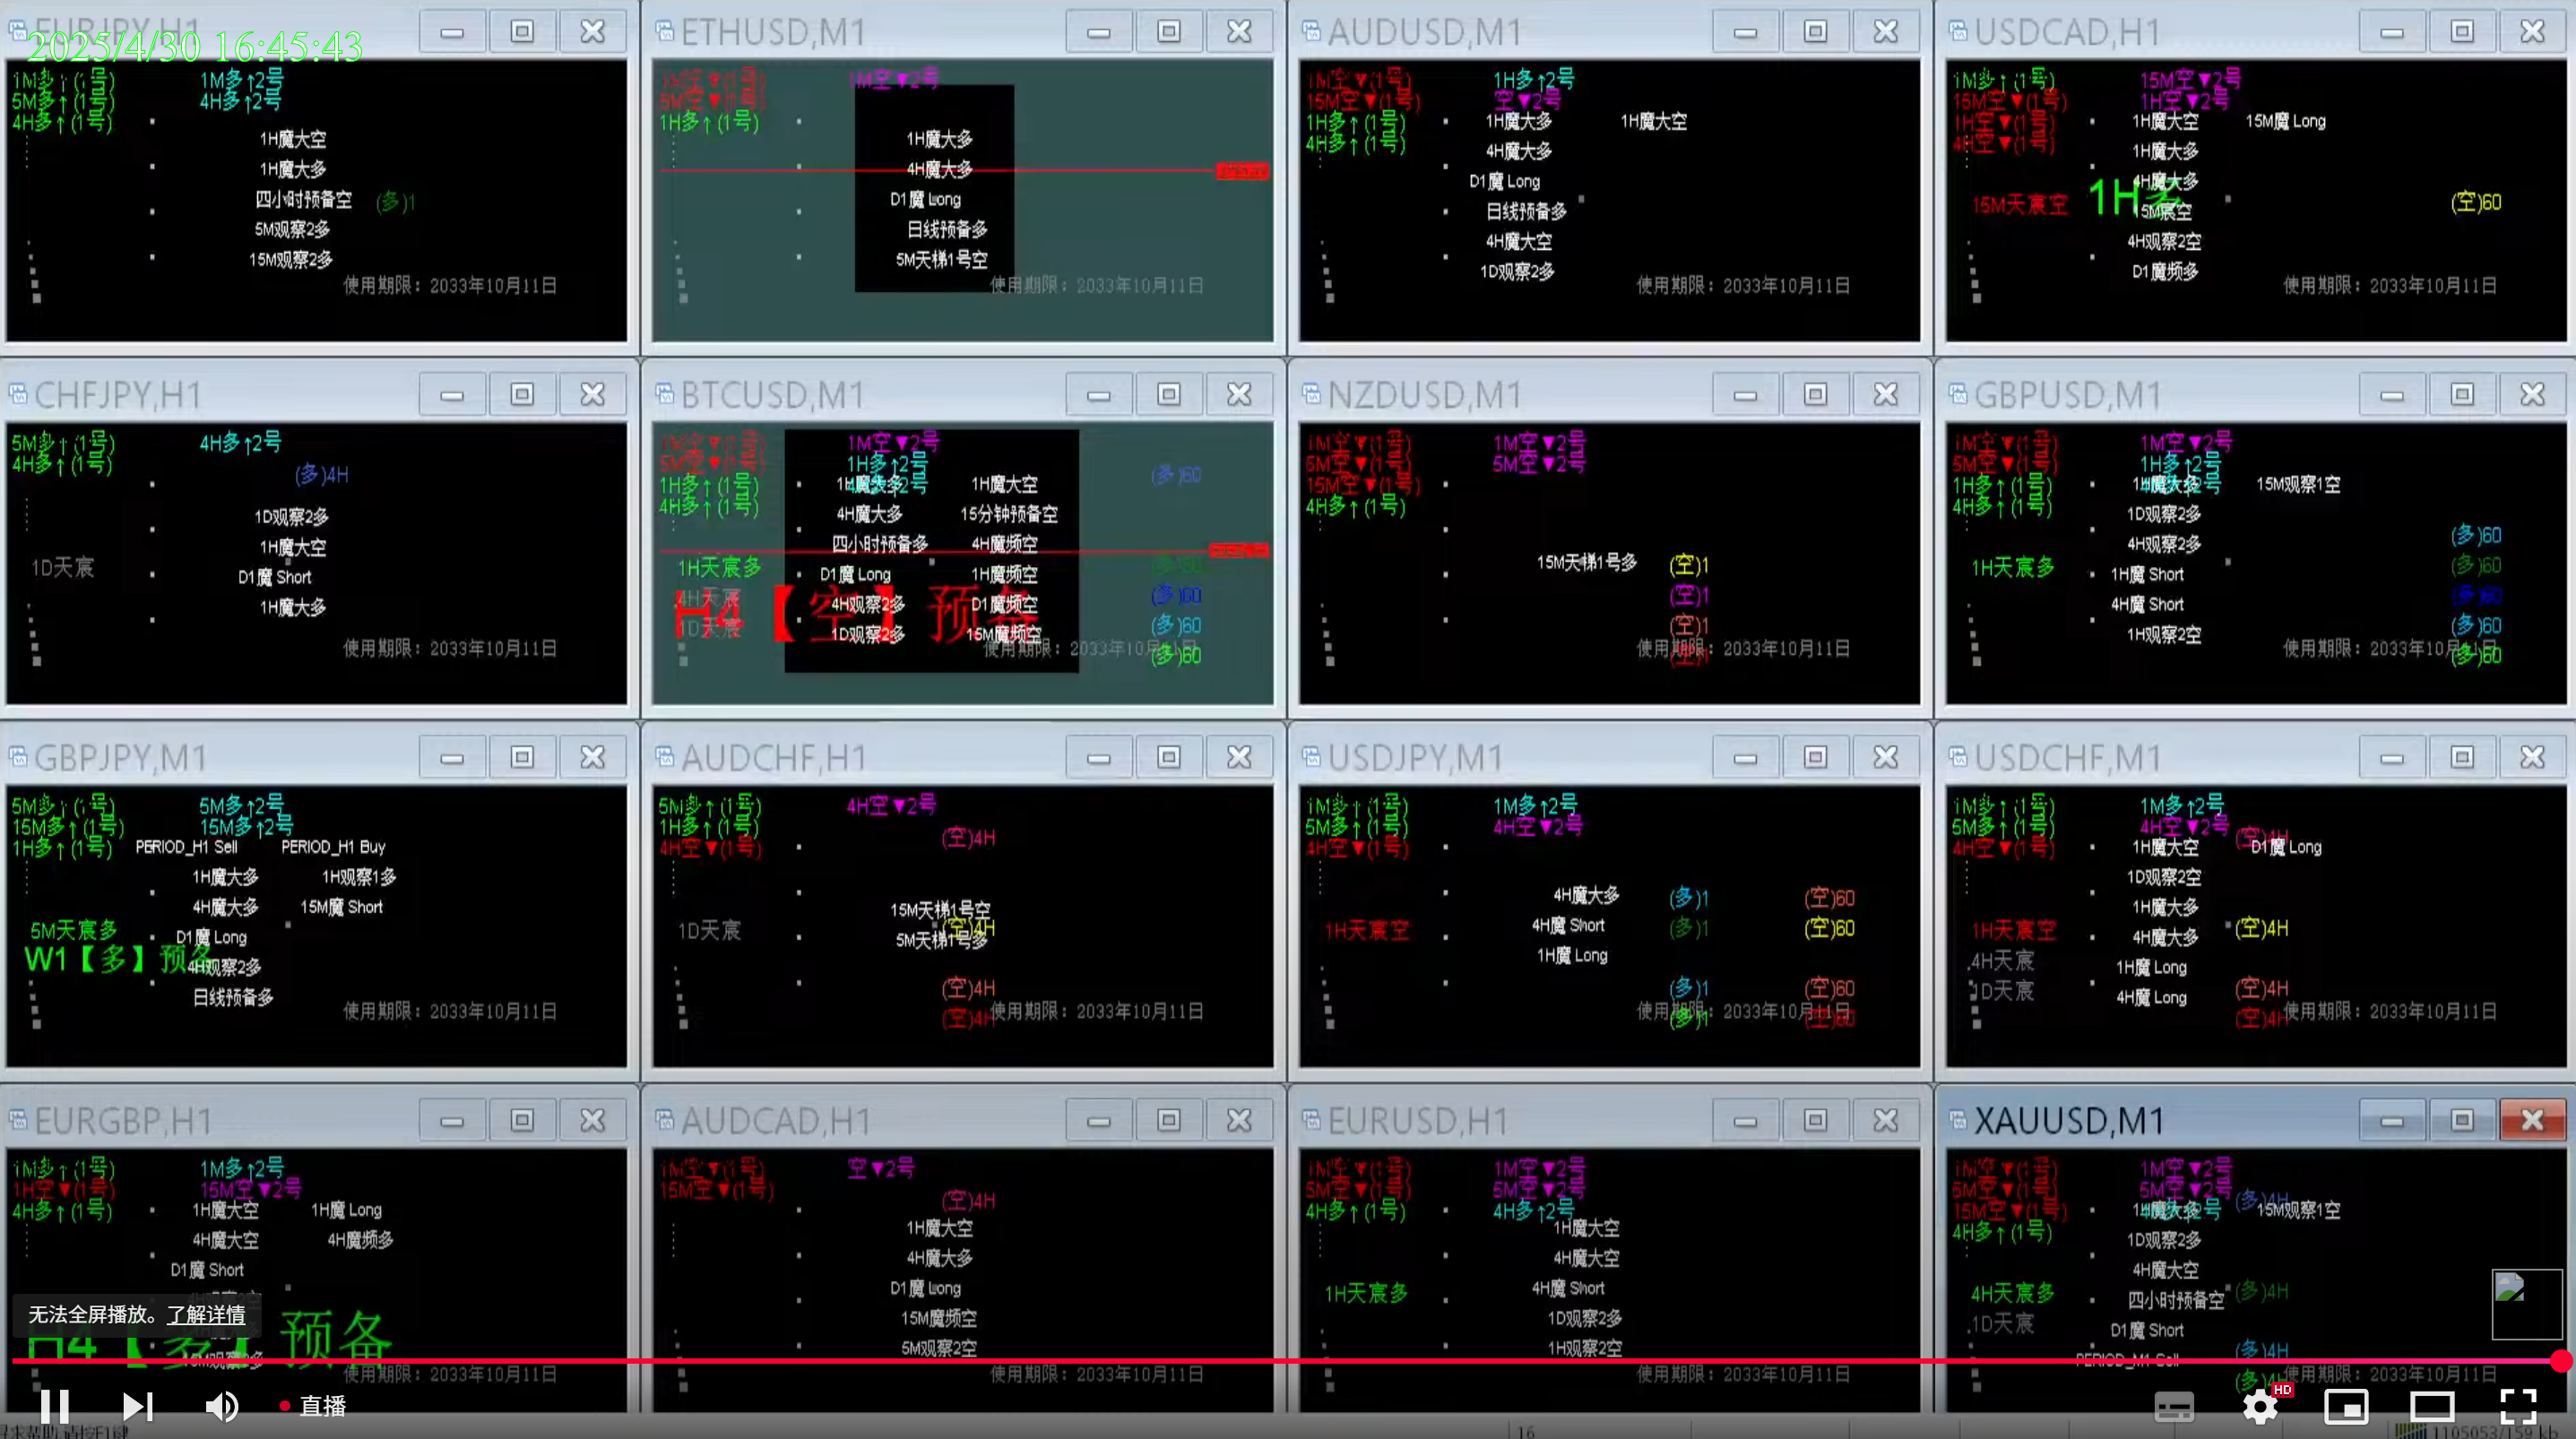 EURJPY,H1
2025/4/30 16:45:43
1M多↑(1号) 1M多↑2号
5M多↑(1号) 4H多↑2号
4H多↑(1号)
1H魔大空
1H魔大多
四小时预备空 (多)1
5M观察2多
15M观察2多
使用期限：2033年10月11日
ETHUSD,M1
1M空▼(1号) 1M空▼2号
5M空▼(1号)
1H多↑(1号)
1H魔大多
4H魔大多
D1魔 Long
日线预备多
5M天梯1号空
使用期限：2033年10月11日
AUDUSD,M1
1M空▼(1号) 1H多↑2号
15M空▼(1号) 空▼2号
1H多↑(1号) 1H魔大多 1H魔大空
4H多↑(1号) 4H魔大多
D1魔 Long
日线预备多
4H魔大空
1D观察2多
使用期限：2033年10月11日
USDCAD,H1
1M多↑(1号) 15M空▼2号
15M空▼(1号) 1H空▼2号
1H空▼(1号) 1H魔大空 15M魔 Long
4H空▼(1号) 1H魔大多
4H魔大多
15M天宸空 1H多 (空)60
15M宸空
4H观察2空
D1魔频多
使用期限：2033年10月11日
CHFJPY,H1
5M多↑(1号) 4H多↑2号
4H多↑(1号) (多)4H
1D观察2多
1H魔大空
1D天宸 D1魔 Short
1H魔大多
使用期限：2033年10月11日
BTCUSD,M1
1M空▼(1号) 1M空▼2号
5M空▼(1号) 1H多↑2号 (多)60
1H多↑(1号) 1H魔大多 1H魔大空
4H多↑(1号) 4H魔大多 15分钟预备空
四小时预备多 4H魔频空
1H天宸多 D1魔 Long 1H魔频空
4H天宸 4H观察2多 D1魔频空 (多)60
H4【空】预备
1D天宸 1D观察2多 15M魔频空 (多)60
使用期限：2033年10月11日 (多)60
NZDUSD,M1
1M空▼(1号) 1M空▼2号
5M空▼(1号) 5M空▼2号
15M空▼(1号)
4H多↑(1号)
15M天梯1号多 (空)1
(空)1
(空)1
(空)1
使用期限：2033年10月11日
GBPUSD,M1
1M空▼(1号) 1M空▼2号
5M空▼(1号) 1H多↑2号
1H多↑(1号) 1H魔大多 15M观察1空
4H多↑(1号) 1D观察2多
4H观察2多 (多)60
1H天宸多 1H魔 Short (多)60
4H魔 Short (多)60
1H观察2空 (多)60
使用期限：2033年10月11日 (多)60
GBPJPY,M1
5M多↑(1号) 5M多↑2号
15M多↑(1号) 15M多↑2号
1H多↑(1号) PERIOD_H1 Sell PERIOD_H1 Buy
1H魔大多 1H观察1多
4H魔大多 15M魔 Short
5M天宸多 D1魔 Long
W1【多】预备 4H观察2多
日线预备多
使用期限：2033年10月11日
AUDCHF,H1
5M多↑(1号) 4H空▼2号
1H多↑(1号) (空)4H
4H空▼(1号)
15M天梯1号空
1D天宸 (空)4H
5M天梯1号多
(空)4H
(空)4H
使用期限：2033年10月11日
USDJPY,M1
1M多↑(1号) 1M多↑2号
5M多↑(1号) 4H空▼2号
4H空▼(1号)
4H魔大多 (多)1 (空)60
1H天宸空 4H魔 Short (多)1 (空)60
1H魔 Long
(多)1 (空)60
使用期限：2033年10月11日 (多)1 (空)60
USDCHF,M1
1M多↑(1号) 1M多↑2号
5M多↑(1号) 4H空▼2号 (空)4H
4H空▼(1号) 1H魔大空 D1魔 Long
1D观察2空
1H魔大多
1H天宸空 4H魔大多 (空)4H
4H天宸 1H魔 Long
1D天宸 4H魔 Long (空)4H
(空)4H
使用期限：2033年10月11日
EURGBP,H1
1M多↑(1号) 1M多↑2号
1H空▼(1号) 15M空▼2号
4H多↑(1号) 1H魔大空 1H魔 Long
4H魔大空 4H魔频多
D1魔 Short
无法全屏播放。了解详情
H4【多】预备
使用期限：2033年10月11日
AUDCAD,H1
1M空▼(1号) 空▼2号
15M空▼(1号) (空)4H
1H魔大空
4H魔大多
D1魔 Long
15M魔频空
5M观察2空
使用期限：2033年10月11日
EURUSD,H1
1M空▼(1号) 1M空▼2号
5M空▼(1号) 5M空▼2号
4H多↑(1号) 4H多↑2号
1H魔大空
4H魔大空
1H天宸多 4H魔 Short
1D观察2多
1H观察2空
使用期限：2033年10月11日
XAUUSD,M1
1M空▼(1号) 1M空▼2号
5M空▼(1号) 5M空▼2号 (多)4H
15M空▼(1号) 1H魔大多 15M观察1空
4H多↑(1号) 1D观察2多
4H魔大空
4H天宸多 四小时预备空 (多)4H
1D天宸 D1魔 Short
PERIOD_M1 Sell (多)4H
使用期限：2033年10月11日
直播
HD
16
1105053/159 kb